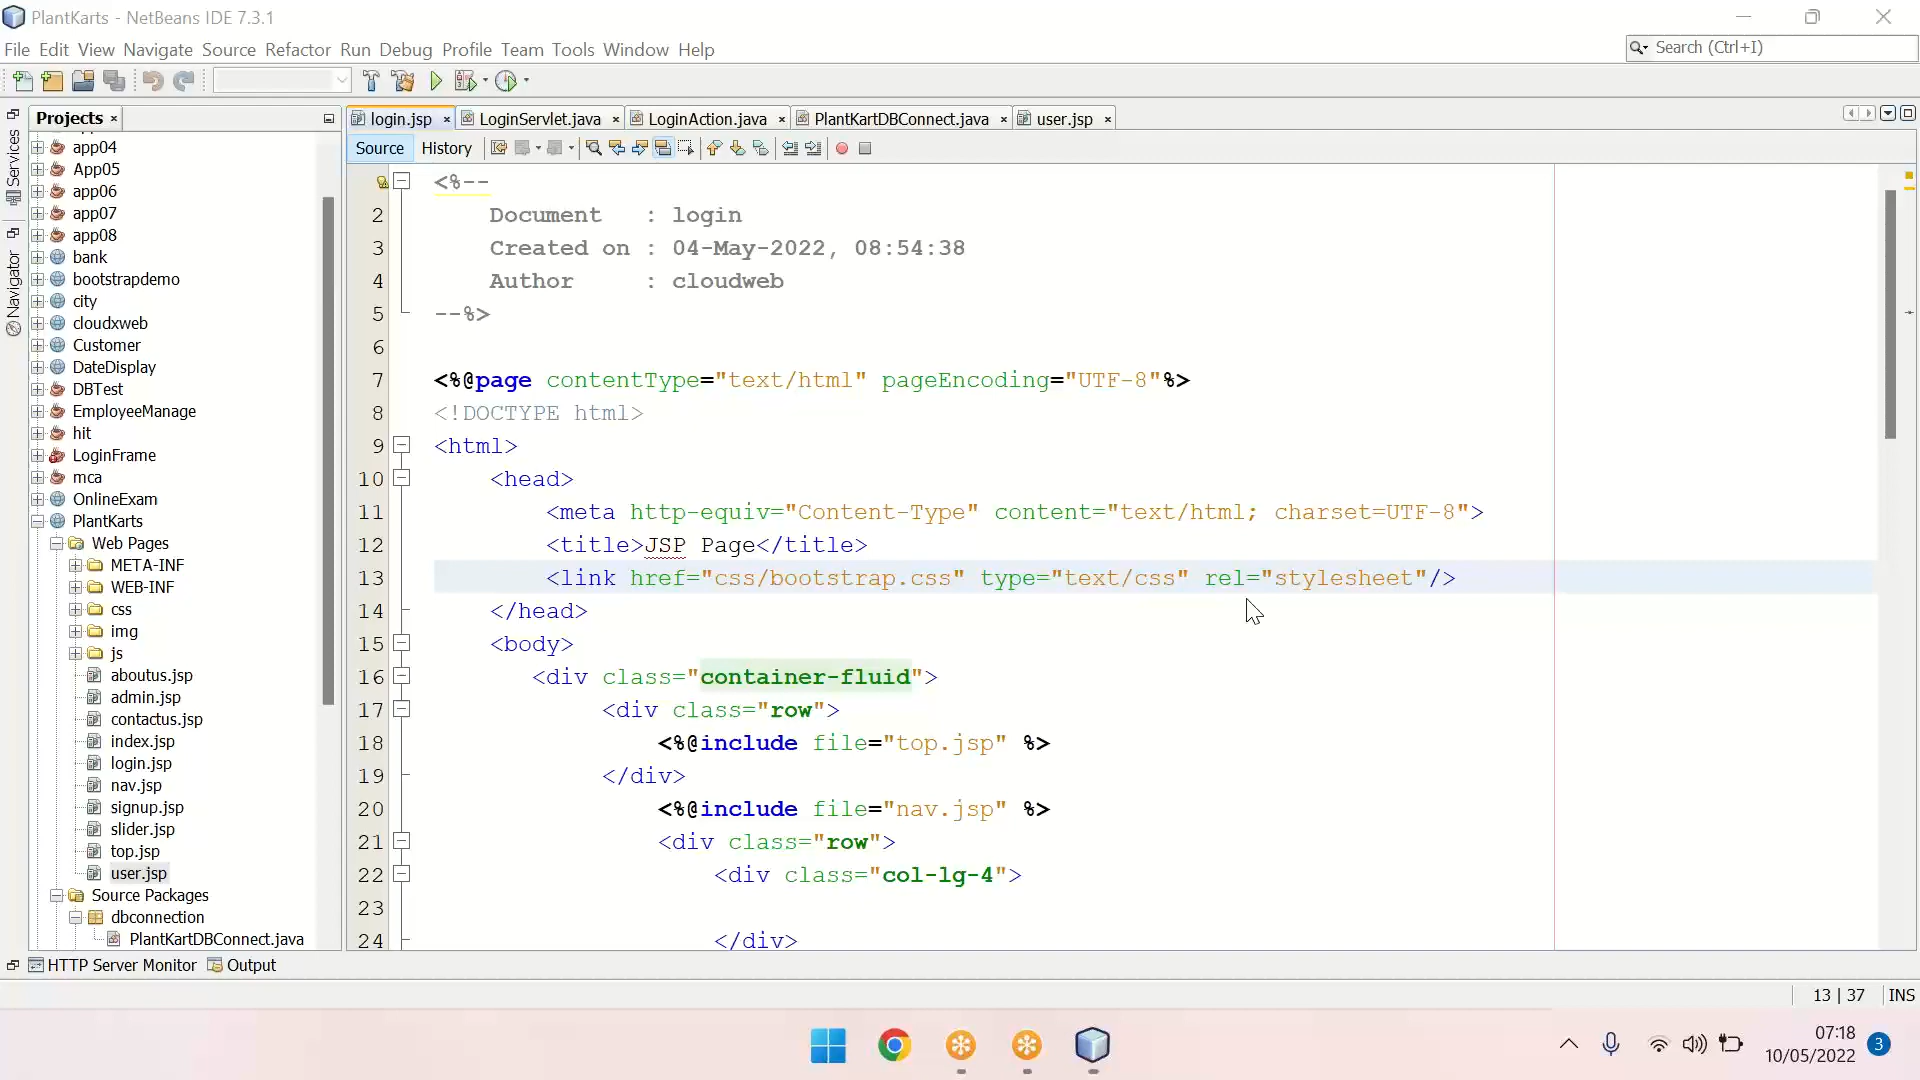 PlantKarts - NetBeans IDE 7.3.1
File Edit View Navigate Source Refactor Run Debug Profile Team Tools Window Help
Search (Ctrl+I)
Projects
login.jsp LoginServlet.java LoginAction.java PlantKartDBConnect.java user.jsp
Source History
Services
Navigator
app04
App05
app06
app07
app08
bank
bootstrapdemo
city
cloudxweb
Customer
DateDisplay
DBTest
EmployeeManage
hit
LoginFrame
mca
OnlineExam
PlantKarts
Web Pages
META-INF
WEB-INF
css
img
js
aboutus.jsp
admin.jsp
contactus.jsp
index.jsp
login.jsp
nav.jsp
signup.jsp
slider.jsp
top.jsp
user.jsp
Source Packages
dbconnection
PlantKartDBConnect.java
<%--
2 Document : login
3 Created on : 04-May-2022, 08:54:38
4 Author : cloudweb
5 --%>
6
7 <%@page contentType="text/html" pageEncoding="UTF-8"%>
8 <!DOCTYPE html>
9 <html>
10 <head>
11 <meta http-equiv="Content-Type" content="text/html; charset=UTF-8">
12 <title>JSP Page</title>
13 <link href="css/bootstrap.css" type="text/css" rel="stylesheet"/>
14 </head>
15 <body>
16 <div class="container-fluid">
17 <div class="row">
18 <%@include file="top.jsp" %>
19 </div>
20 <%@include file="nav.jsp" %>
21 <div class="row">
22 <div class="col-lg-4">
23
24 </div>
HTTP Server Monitor Output
13 | 37 INS
07:18
10/05/2022
3